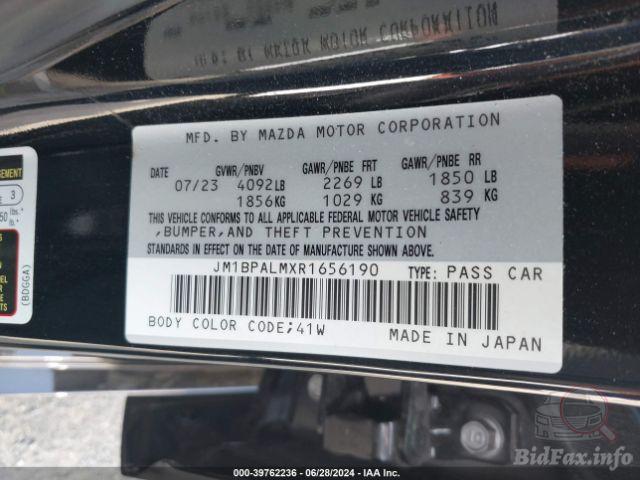 MFD. BY MAZDA MOTOR CORPORATION
DATE GVWR/PNBV GAWR/PNBE FRT GAWR/PNBE RR
07/23 4092LB 2269 LB 1850 LB
1856KG 1029 KG 839 KG
THIS VEHICLE CONFORMS TO ALL APPLICABLE FEDERAL MOTOR VEHICLE SAFETY
,BUMPER,AND THEFT PREVENTION
STANDARDS IN EFFECT ON THE DATE OF MANUFACTURE SHOWN ABOVE.
JM1BPALMXR1656190 TYPE: PASS CAR
BODY COLOR CODE;41W MADE IN JAPAN
3
(BDGGA)
000-39762236 - 06/28/2024 - IAA Inc.
BidFax.info